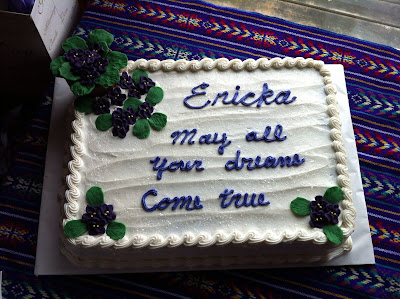 Ericka
May all
your dreams
Come true